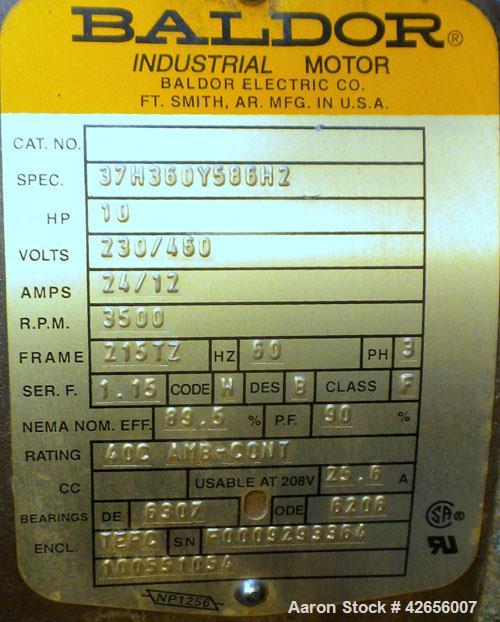 BALDOR®
INDUSTRIAL MOTOR
BALDOR ELECTRIC CO.
FT. SMITH, AR. MFG. IN U.S.A.
CAT. NO.
SPEC. 37H360Y586H2
HP 10
VOLTS 230/460
AMPS 24/12
R.P.M. 3500
FRAME 215TZ HZ 60 PH 3
SER. F. 1.15 CODE H DES B CLASS F
NEMA NOM. EFF. 89.5 % P.F. 90 %
RATING 40C AMB-CONT
CC USABLE AT 208V 25.6 A
BEARINGS DE 6307 ODE 6206
ENCL. TEFC SN F0009293364
N00551054
NP1256
Aaron Stock # 42656007